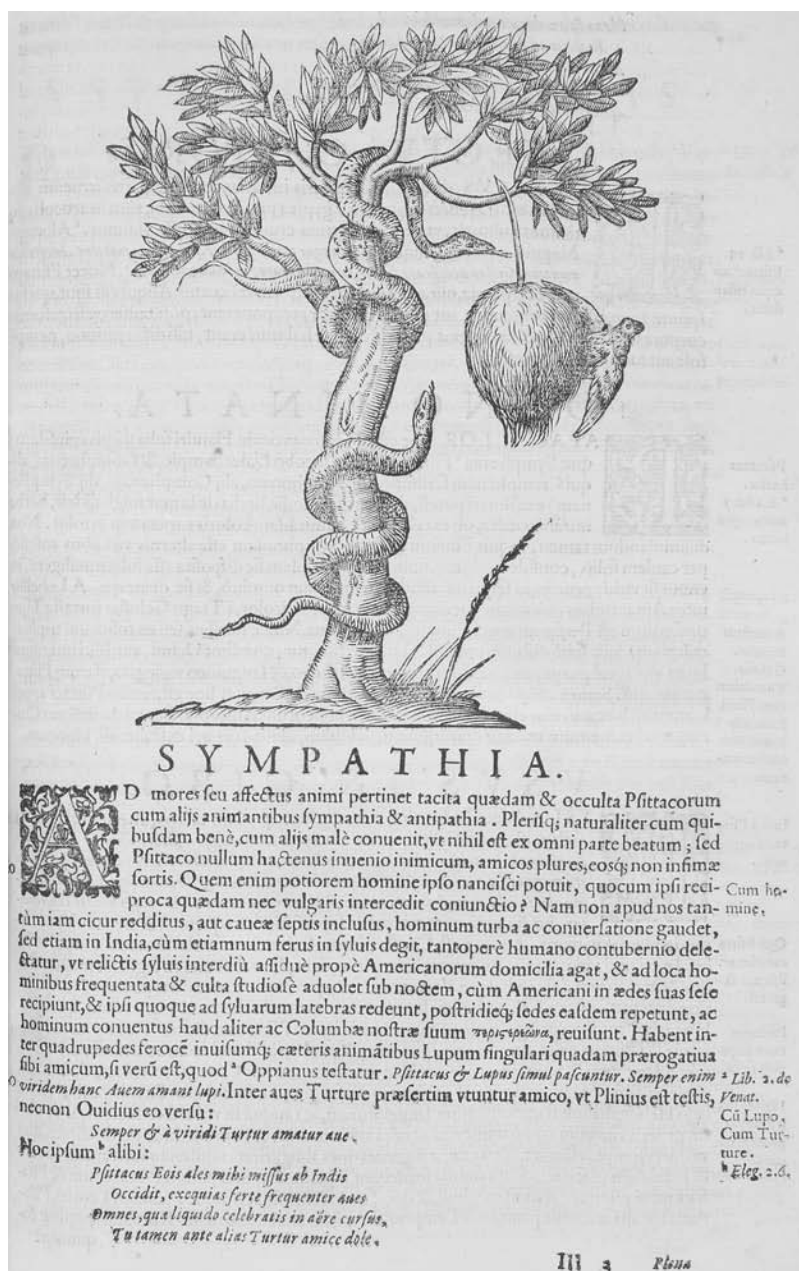 SYMPATHIA.
AD mores ſeu affectus animi pertinet tacita quædam & occulta Pſittacorum
cum alijs animantibus ſympathia & antipathia. Pleriſq; naturaliter cum qui-
buſdam benè, cum alijs malè conuenit, vt nihil eſt ex omni parte beatum; ſed
Pſittaco nullum hactenus inuenio inimicum, amicos plures, eosq; non infimæ
ſortis. Quem enim potiorem homine ipſo nanciſci potuit, quocum ipſi reci-
proca quædam nec vulgaris intercedit coniunctio? Nam non apud nos tan-
tùm iam cicur redditus, aut caueæ ſeptis incluſus, hominum turba ac conuerſatione gaudet,
ſed etiam in India, cùm etiamnum ferus in ſyluis degit, tantoperè humano contubernio dele-
ctatur, vt relictis ſyluis interdiù aſſiduè propè Americanorum domicilia agat, & ad loca ho-
minibus frequentata & culta ſtudioſè aduolet ſub noctem, cùm Americani in ædes ſuas ſeſe
recipiunt, & ipſi quoque ad ſyluarum latebras redeunt, poſtridieq; ſedes eaſdem repetunt, ac
hominum conuentus haud aliter ac Columbæ noſtræ ſuum περιςερεῶνα, reuiſunt. Habent in-
ter quadrupedes ferocē inuiſumq; cæteris animātibus Lupum ſingulari quadam prærogatiua
ſibi amicum, ſi verū eſt, quod a Oppianus teſtatur. Pſittacus & Lupus ſimul paſcuntur. Semper enim
viridem hanc Auem amant lupi. Inter aues Turture præſertim vtuntur amico, vt Plinius eſt teſtis,
necnon Ouidius eo verſu:
Semper & à viridi Turtur amatur aue.
Hoc ipſum b alibi:
Pſittacus Eois ales mihi miſſus ab Indis
Occidit, exequias ferte frequenter aues
Omnes, quæ liquido celebratis in aëre curſus,
Tu tamen ante alias Turtur amice dole.
Cum ho-
mine.
a Lib. 2. de
Venat.
Cū Lupo,
Cum Tur-
ture.
b Eleg. 2.6.
III 3 Plena